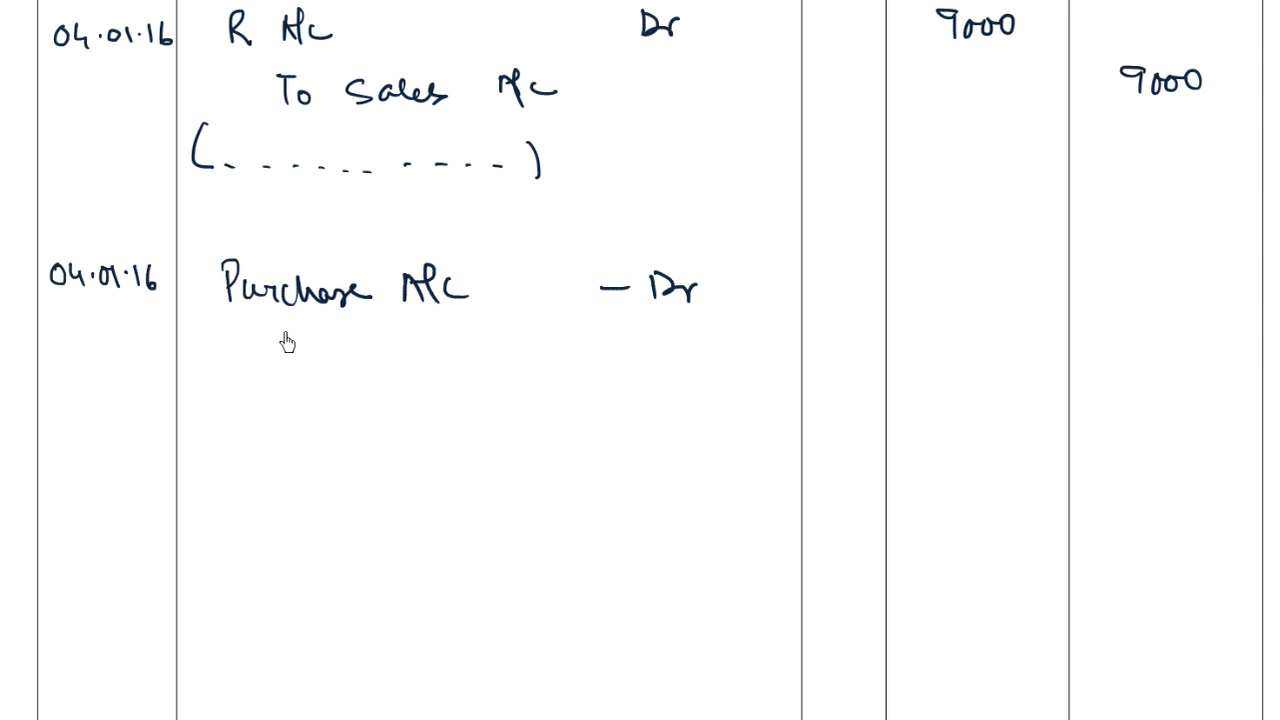 04.01.16 R A/c Dr 9000
To Sales A/c 9000
(. - - - - - - - - - -)
04.01.16 Purchase A/c — Dr